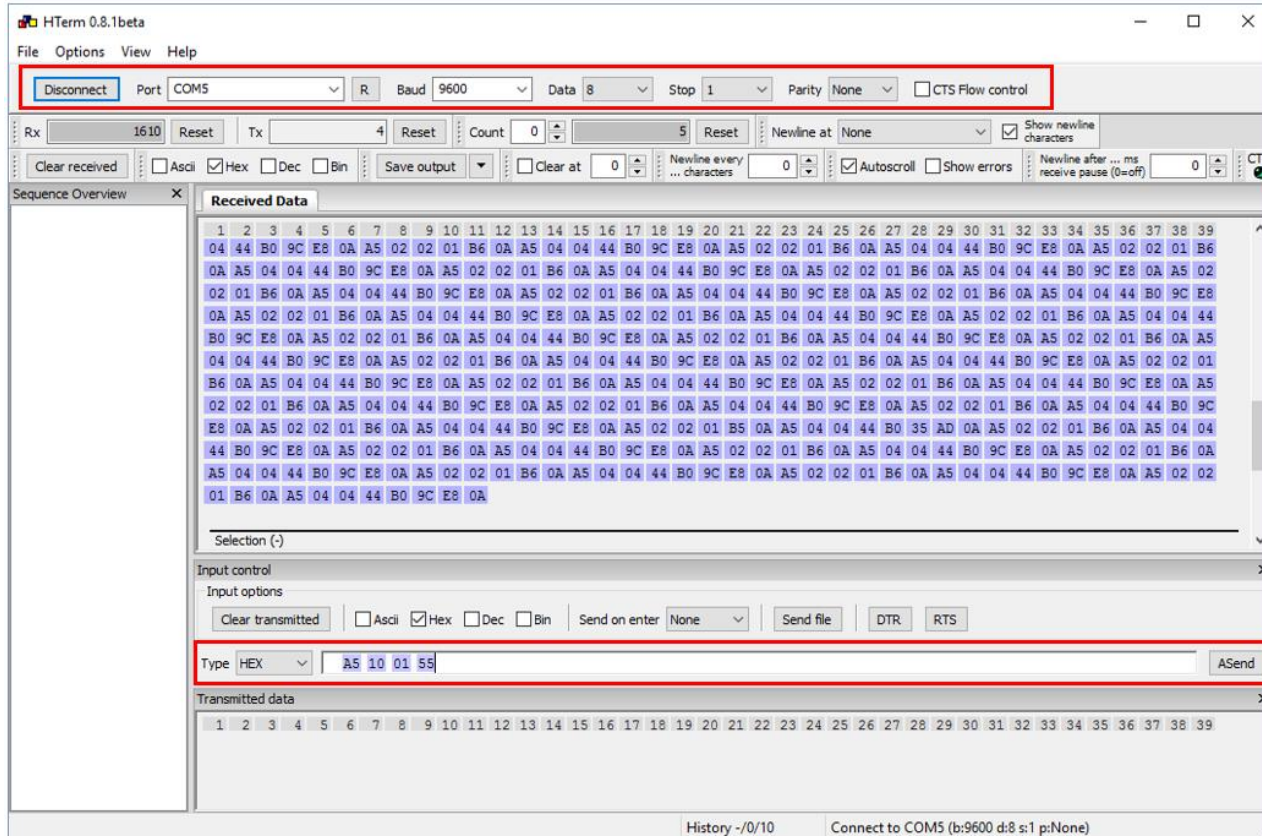 HTerm 0.8.1beta
File Options View Help
Disconnect Port COM5 R Baud 9600 Data 8 Stop 1 Parity None CTS Flow control
Rx 1610 Reset Tx 4 Reset Count 0 5 Reset Newline at None Show newline characters
Clear received Ascii Hex Dec Bin Save output Clear at 0 Newline every ... characters 0 Autoscroll Show errors Newline after ... ms receive pause (0=off) 0 CT
Sequence Overview X Received Data
1 2 3 4 5 6 7 8 9 10 11 12 13 14 15 16 17 18 19 20 21 22 23 24 25 26 27 28 29 30 31 32 33 34 35 36 37 38 39
04 44 B0 9C E8 0A A5 02 02 01 B6 0A A5 04 04 44 B0 9C E8 0A A5 02 02 01 B6 0A A5 04 04 44 B0 9C E8 0A A5 02 02 01 B6
0A A5 04 04 44 B0 9C E8 0A A5 02 02 01 B6 0A A5 04 04 44 B0 9C E8 0A A5 02 02 01 B6 0A A5 04 04 44 B0 9C E8 0A A5 02
02 01 B6 0A A5 04 04 44 B0 9C E8 0A A5 02 02 01 B6 0A A5 04 04 44 B0 9C E8 0A A5 02 02 01 B6 0A A5 04 04 44 B0 9C E8
0A A5 02 02 01 B6 0A A5 04 04 44 B0 9C E8 0A A5 02 02 01 B6 0A A5 04 04 44 B0 9C E8 0A A5 02 02 01 B6 0A A5 04 04 44
B0 9C E8 0A A5 02 02 01 B6 0A A5 04 04 44 B0 9C E8 0A A5 02 02 01 B6 0A A5 04 04 44 B0 9C E8 0A A5 02 02 01 B6 0A A5
04 04 44 B0 9C E8 0A A5 02 02 01 B6 0A A5 04 04 44 B0 9C E8 0A A5 02 02 01 B6 0A A5 04 04 44 B0 9C E8 0A A5 02 02 01
B6 0A A5 04 04 44 B0 9C E8 0A A5 02 02 01 B6 0A A5 04 04 44 B0 9C E8 0A A5 02 02 01 B6 0A A5 04 04 44 B0 9C E8 0A A5
02 02 01 B6 0A A5 04 04 44 B0 9C E8 0A A5 02 02 01 B6 0A A5 04 04 44 B0 9C E8 0A A5 02 02 01 B6 0A A5 04 04 44 B0 9C
E8 0A A5 02 02 01 B6 0A A5 04 04 44 B0 9C E8 0A A5 02 02 01 B5 0A A5 04 04 44 B0 35 AD 0A A5 02 02 01 B6 0A A5 04 04
44 B0 9C E8 0A A5 02 02 01 B6 0A A5 04 04 44 B0 9C E8 0A A5 02 02 01 B6 0A A5 04 04 44 B0 9C E8 0A A5 02 02 01 B6 0A
A5 04 04 44 B0 9C E8 0A A5 02 02 01 B6 0A A5 04 04 44 B0 9C E8 0A A5 02 02 01 B6 0A A5 04 04 44 B0 9C E8 0A A5 02 02
01 B6 0A A5 04 04 44 B0 9C E8 0A
Selection (-)
Input control
Input options
Clear transmitted Ascii Hex Dec Bin Send on enter None Send file DTR RTS
Type HEX A5 10 01 55 ASend
Transmitted data
1 2 3 4 5 6 7 8 9 10 11 12 13 14 15 16 17 18 19 20 21 22 23 24 25 26 27 28 29 30 31 32 33 34 35 36 37 38 39
History -/0/10 Connect to COM5 (b:9600 d:8 s:1 p:None)